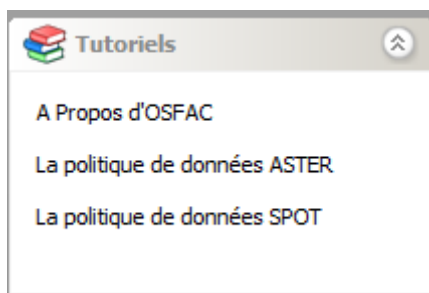 Tutoriels
A Propos d'OSFAC
La politique de données ASTER
La politique de données SPOT